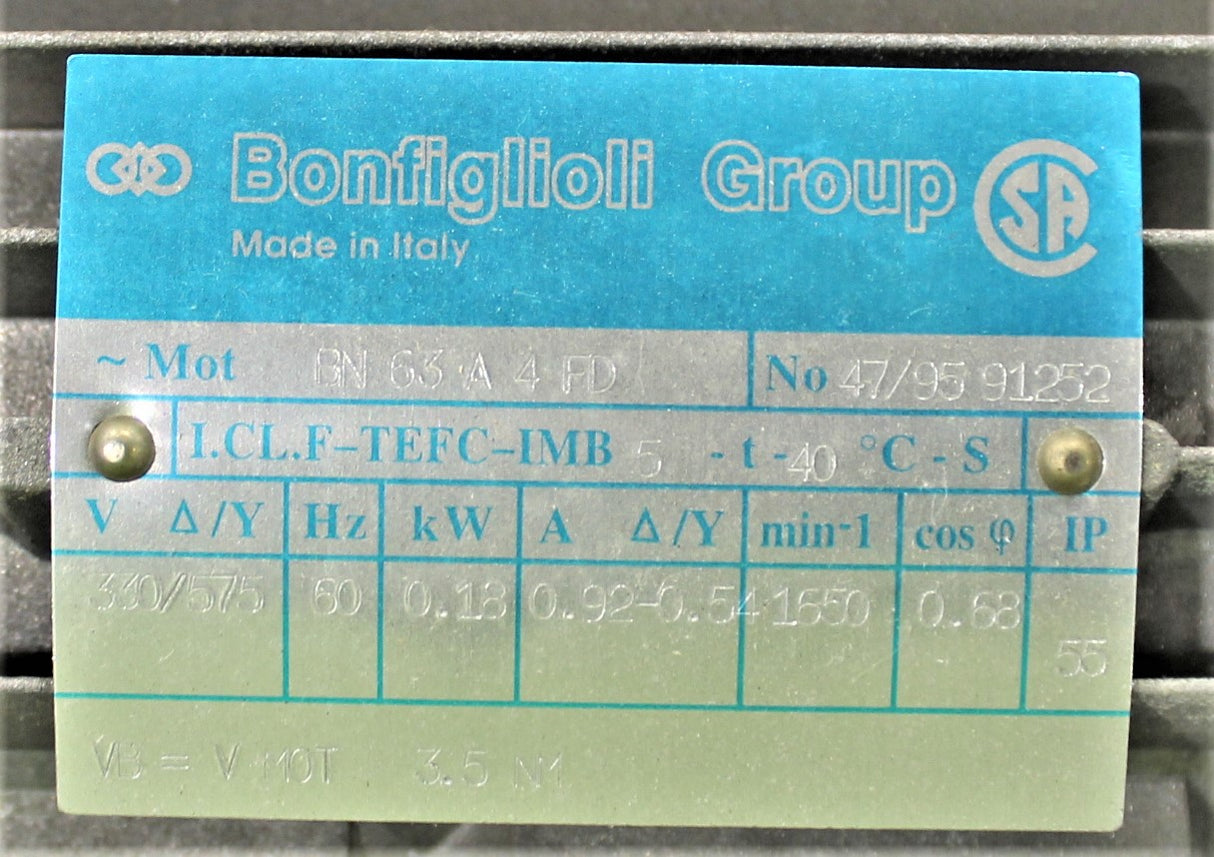 Bonfiglioli Group CSA
Made in Italy
~ Mot BN 63 A 4 FD No 47/95 91252
I.CL.F-TEFC-IMB 5 - t -40 °C - S
V Δ/Y Hz kW A Δ/Y min-1 cos φ IP
330/575 60 0.18 0.92-0.54 1650 0.68
55
VB = V MOT 3.5 NM